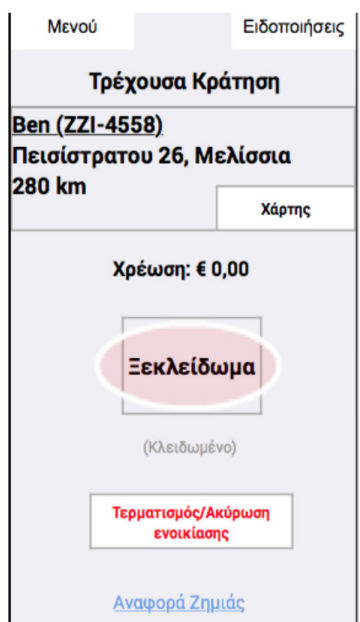 Μενού Ειδοποιήσεις
Τρέχουσα Κράτηση
Ben (ZZI-4558)
Πεισίστρατου 26, Μελίσσια
280 km
Χάρτης
Χρέωση: € 0,00
Ξεκλείδωμα
(Κλειδωμένο)
Τερματισμός/Ακύρωση
ενοικίασης
Αναφορά Ζημιάς